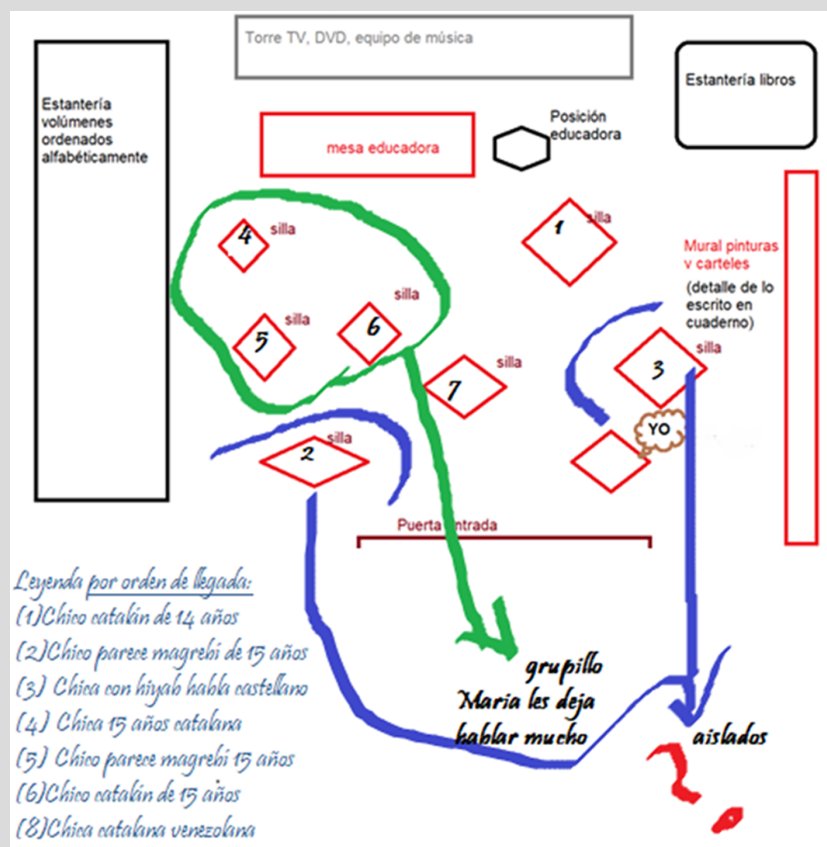 Torre TV, DVD, equipo de música
Estantería
volúmenes
ordenados
alfabéticamente
Estantería libros
Posición
educadora
mesa educadora
silla
4
silla
1
Mural pinturas
y carteles
(detalle de lo
escrito en
cuaderno)
silla
silla
5
6
silla
7
silla
3
YO
silla
2
Puerta entrada
Leyenda por orden de llegada:
(1)Chico catalán de 14 años
(2)Chico parece magrebí de 15 años
(3) Chica con hiyab habla castellano
(4) Chica 15 años catalana
(5) Chico parece magrebí 15 años
(6)Chico catalán de 15 años
(8)Chica catalana venezolana
grupillo
Maria les deja
hablar mucho
aislados
?